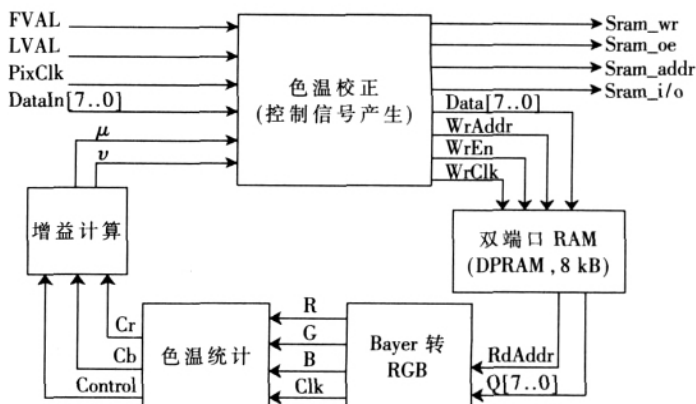 FVAL
LVAL
PixClk
DataIn[7..0]
μ
υ
色温校正
(控制信号产生)
Sram_wr
Sram_oe
Sram_addr
Sram_i/o
Data[7..0]
WrAddr
WrEn
WrClk
增益计算
双端口 RAM
(DPRAM , 8 kB)
Cr
Cb
Control
色温统计
R
G
B
Clk
Bayer 转
RGB
RdAddr
Q[7..0]